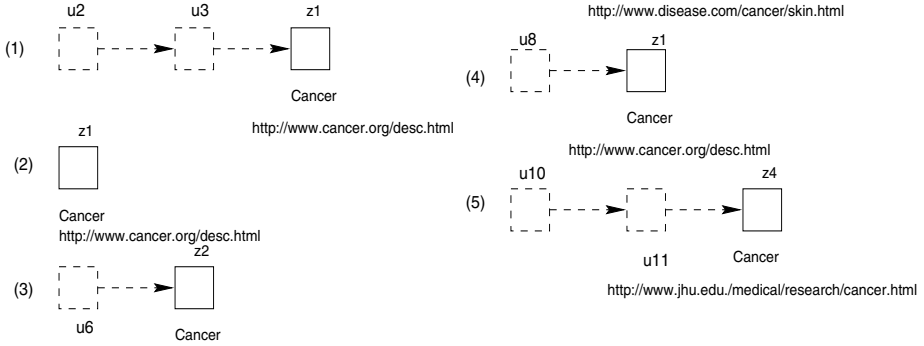 u2 u3 z1
(1)
Cancer
http://www.cancer.org/desc.html
z1
(2)
Cancer
http://www.cancer.org/desc.html
z2
(3)
u6
Cancer
http://www.disease.com/cancer/skin.html
u8 z1
(4)
Cancer
http://www.cancer.org/desc.html
u10 z4
(5)
u11
Cancer
http://www.jhu.edu./medical/research/cancer.html